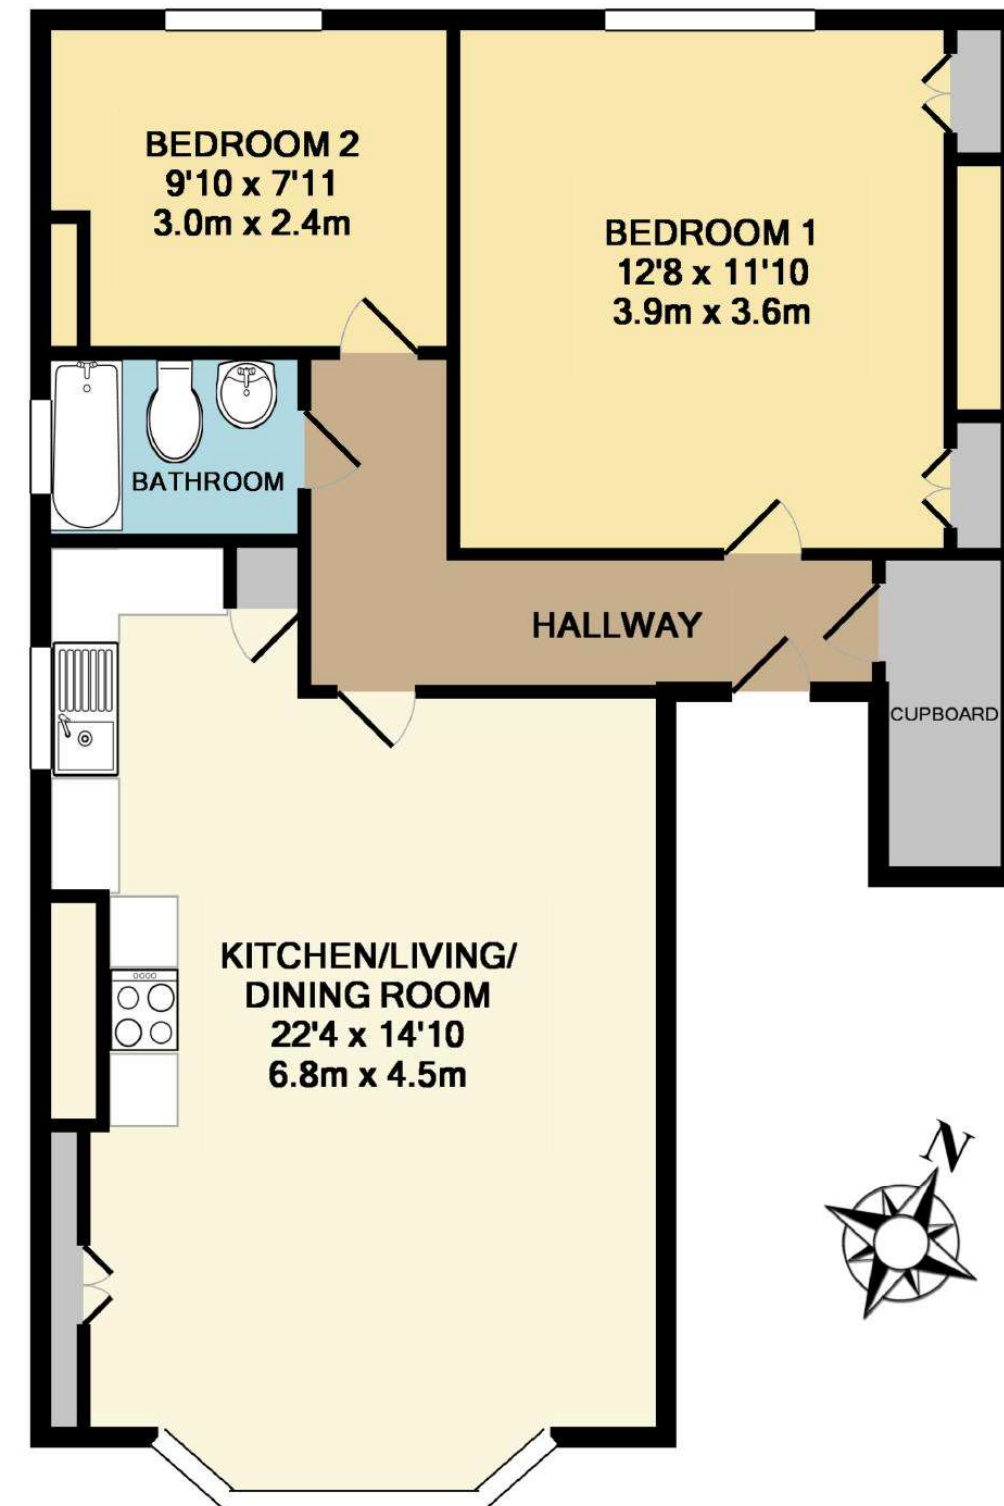 BEDROOM 2
9'10 x 7'11
3.0m x 2.4m
BEDROOM 1
12'8 x 11'10
3.9m x 3.6m
BATHROOM
HALLWAY
CUPBOARD
KITCHEN/LIVING/
DINING ROOM
22'4 x 14'10
6.8m x 4.5m
N